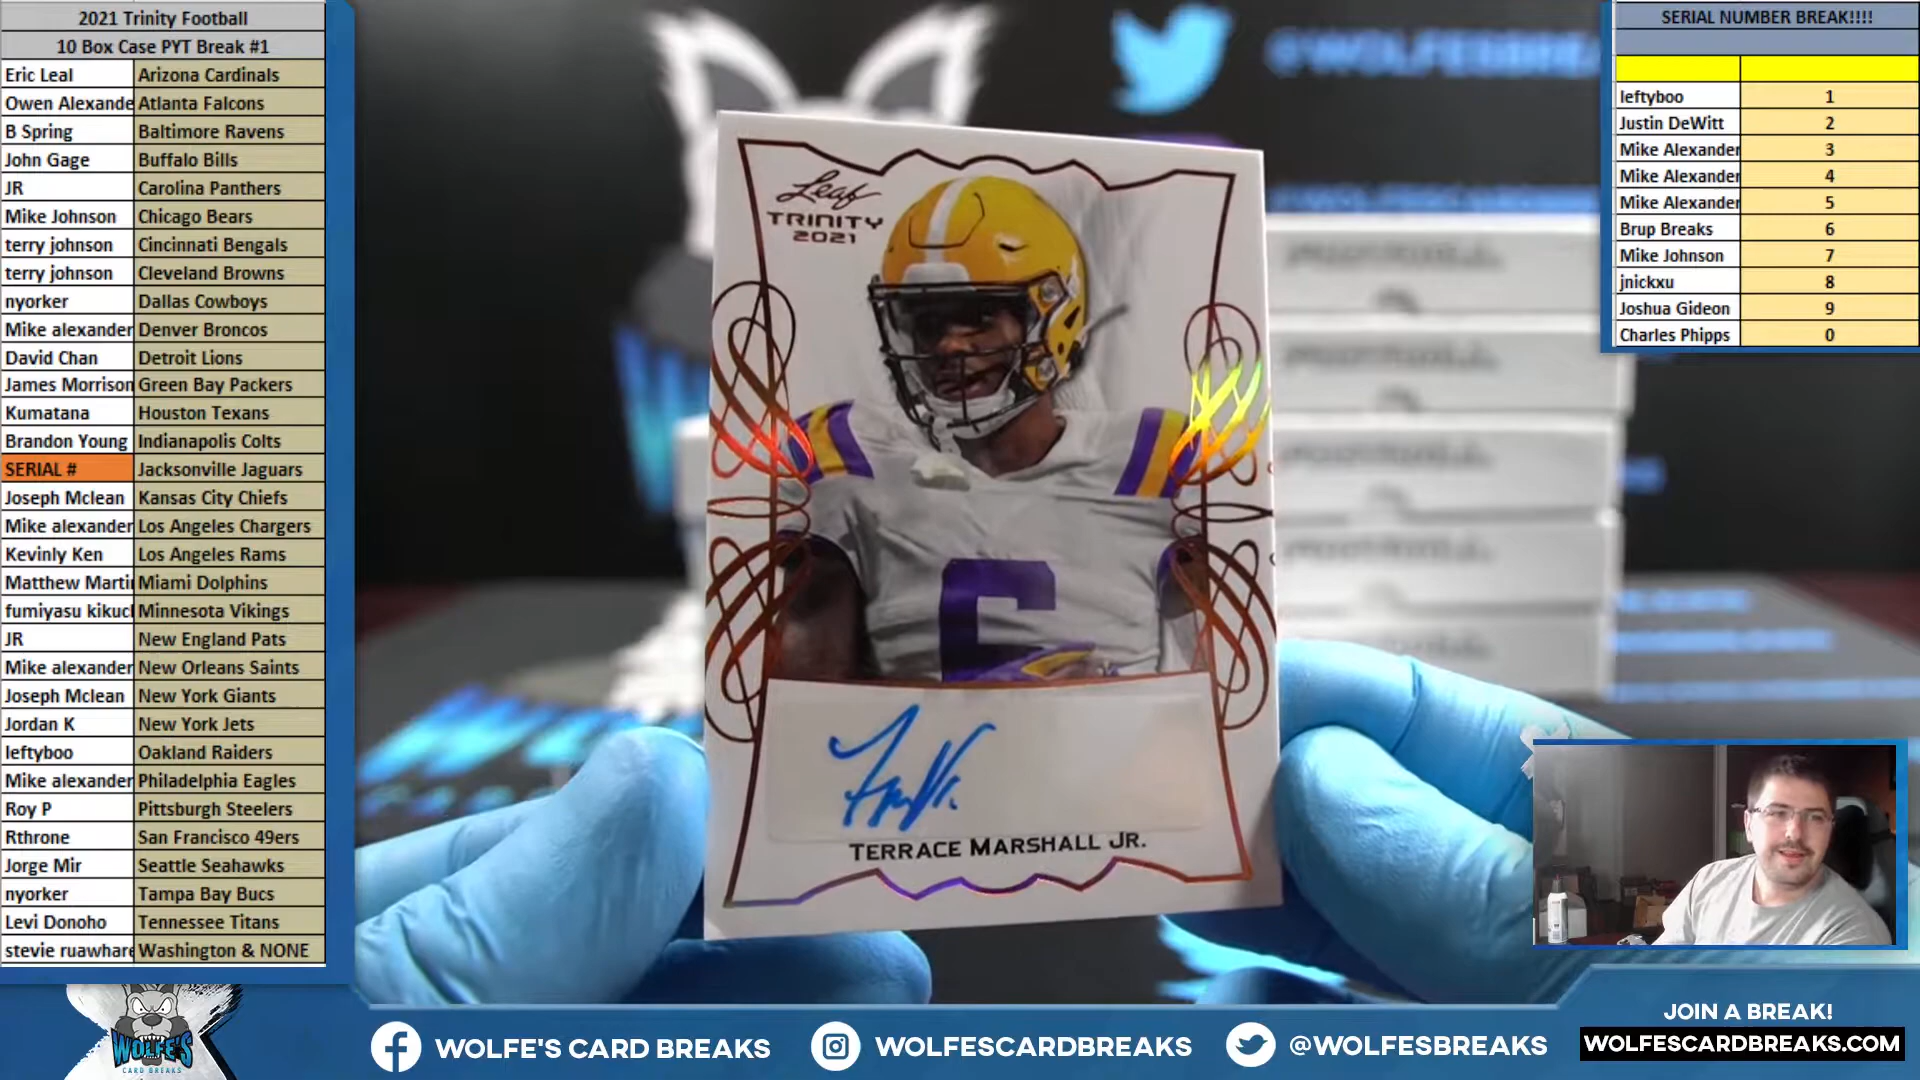 2021 Trinity Football
10 Box Case PYT Break #1
Eric Leal Arizona Cardinals
Owen Alexande Atlanta Falcons
B Spring Baltimore Ravens
John Gage Buffalo Bills
JR Carolina Panthers
Mike Johnson Chicago Bears
terry johnson Cincinnati Bengals
terry johnson Cleveland Browns
nyorker Dallas Cowboys
Mike alexander Denver Broncos
David Chan Detroit Lions
James Morrison Green Bay Packers
Kumatana Houston Texans
Brandon Young Indianapolis Colts
SERIAL # Jacksonville Jaguars
Joseph Mclean Kansas City Chiefs
Mike alexander Los Angeles Chargers
Kevinly Ken Los Angeles Rams
Matthew Marti Miami Dolphins
fumiyasu kikuc Minnesota Vikings
JR New England Pats
Mike alexander New Orleans Saints
Joseph Mclean New York Giants
Jordan K New York Jets
leftyboo Oakland Raiders
Mike alexander Philadelphia Eagles
Roy P Pittsburgh Steelers
Rthrone San Francisco 49ers
Jorge Mir Seattle Seahawks
nyorker Tampa Bay Bucs
Levi Donoho Tennessee Titans
stevie ruawhare Washington & NONE
@WOLFESBREA
Leaf
TRINITY
2021
6
TERRACE MARSHALL JR.
SERIAL NUMBER BREAK!!!!
leftyboo 1
Justin DeWitt 2
Mike Alexander 3
Mike Alexander 4
Mike Alexander 5
Brup Breaks 6
Mike Johnson 7
jnickxu 8
Joshua Gideon 9
Charles Phipps 0
WOLFE'S
CARD BREAKS
WOLFE'S CARD BREAKS
WOLFESCARDBREAKS
@WOLFESBREAKS
JOIN A BREAK!
WOLFESCARDBREAKS.COM